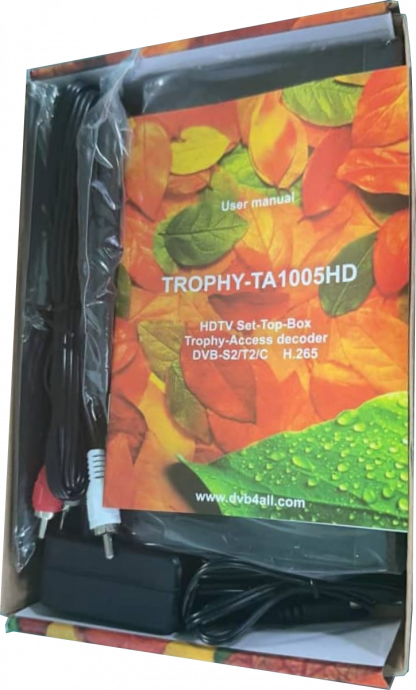 User manual
TROPHY-TA1005HD
HDTV Set-Top-Box
Trophy-Access decoder
DVB-S2/T2/C H.265
www.dvb4all.com